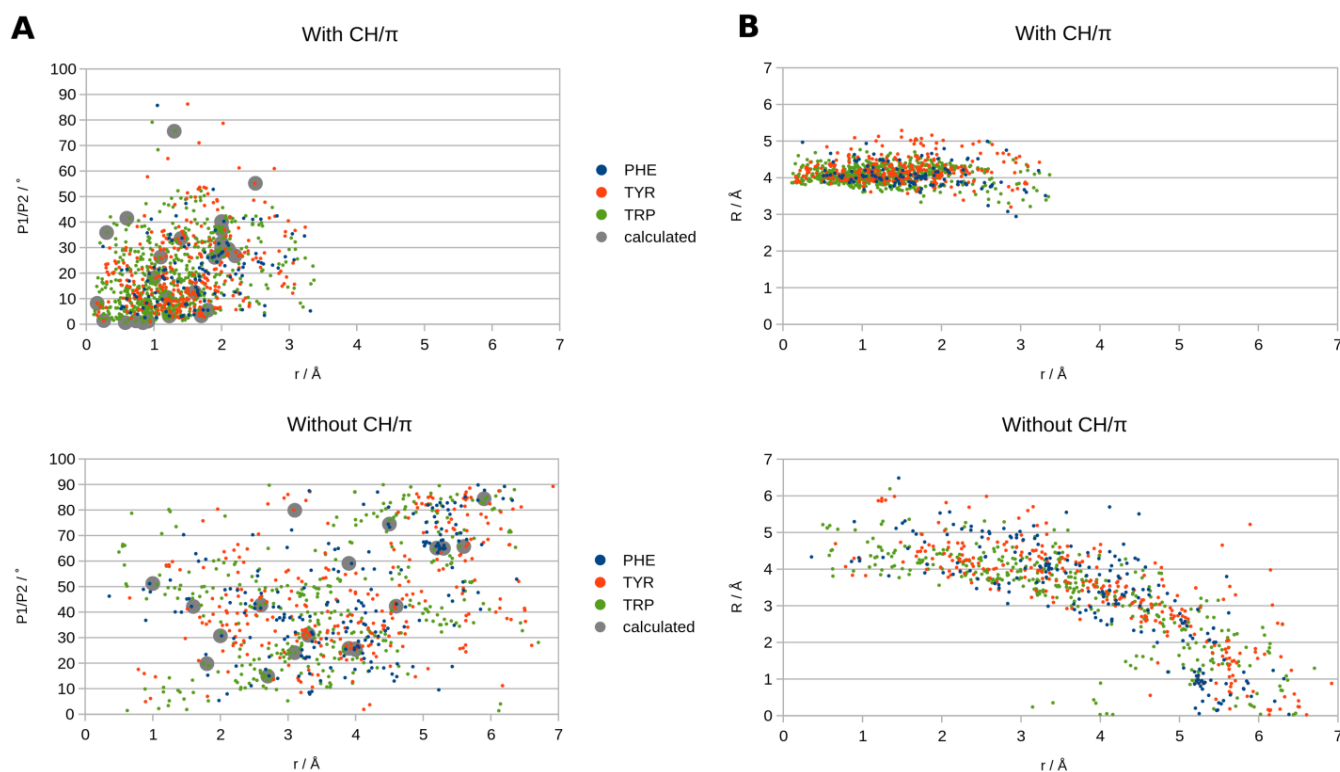 A
With CH/π
P1/P2 / °
100
90
80
70
60
50
40
30
20
10
0
0 1 2 3 4 5 6 7
r / Å
PHE
TYR
TRP
calculated
B
With CH/π
R / Å
7
6
5
4
3
2
1
0
0 1 2 3 4 5 6 7
r / Å
Without CH/π
P1/P2 / °
100
90
80
70
60
50
40
30
20
10
0
0 1 2 3 4 5 6 7
r / Å
PHE
TYR
TRP
calculated
Without CH/π
R / Å
7
6
5
4
3
2
1
0
0 1 2 3 4 5 6 7
r / Å